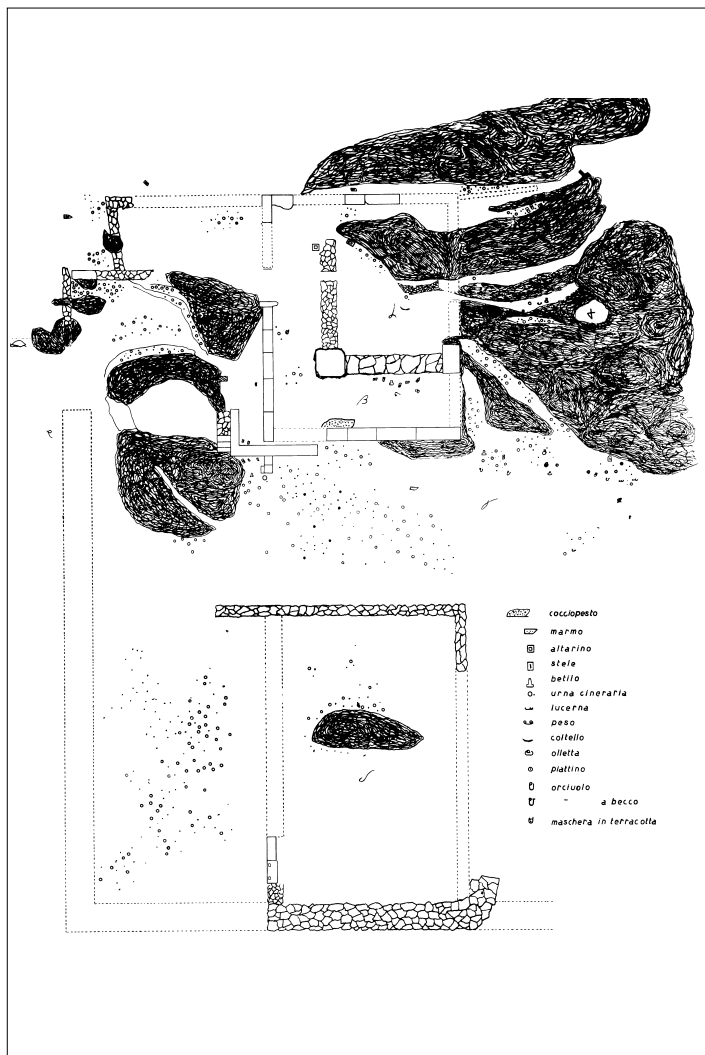 α
β
γ
δ
ε
cocciopesto
marmo
altarino
stele
betilo
urna cineraria
lucerna
peso
coltello
olletta
piattino
orciuolo
" a becco
maschera in terracotta